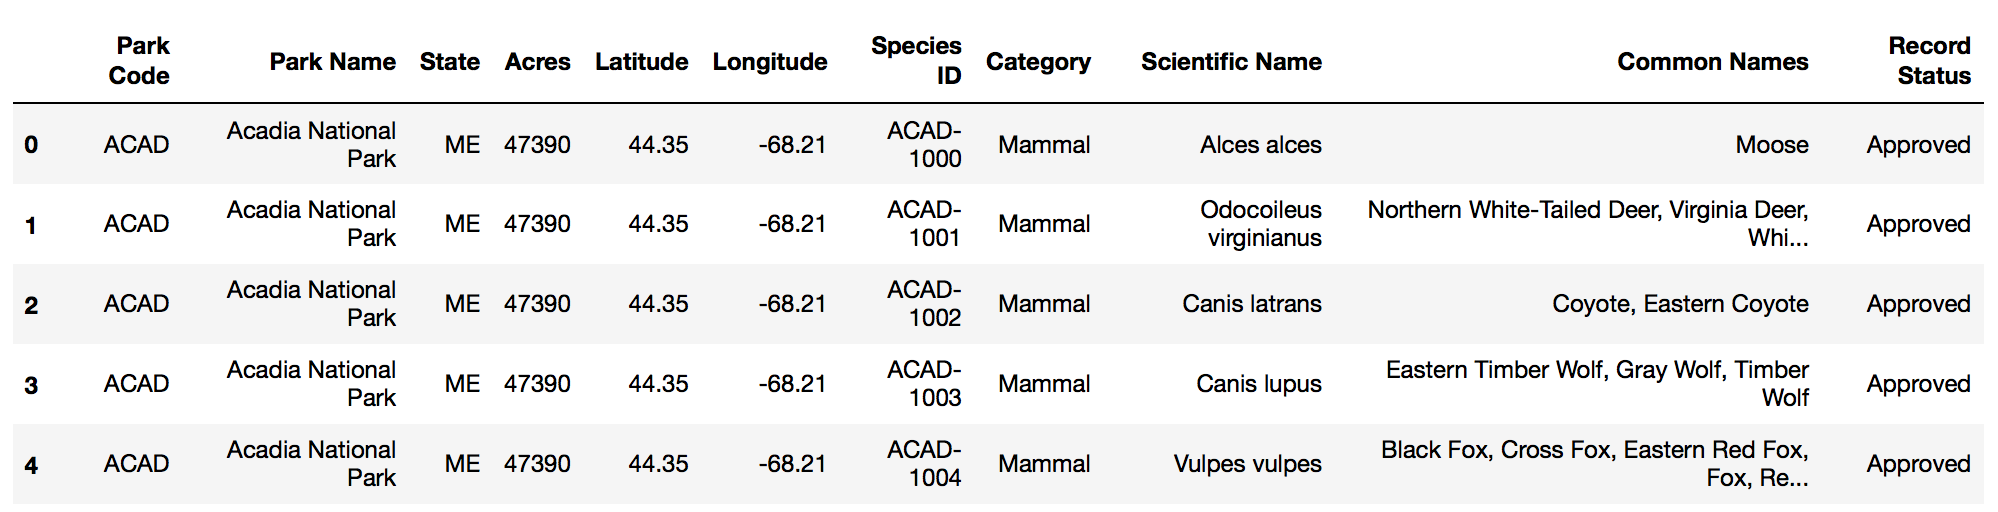 Park Code Park Name State Acres Latitude Longitude Species ID Category Scientific Name Common Names Record Status
0 ACAD Acadia National Park ME 47390 44.35 -68.21 ACAD-1000 Mammal Alces alces Moose Approved
1 ACAD Acadia National Park ME 47390 44.35 -68.21 ACAD-1001 Mammal Odocoileus virginianus Northern White-Tailed Deer, Virginia Deer, Whi... Approved
2 ACAD Acadia National Park ME 47390 44.35 -68.21 ACAD-1002 Mammal Canis latrans Coyote, Eastern Coyote Approved
3 ACAD Acadia National Park ME 47390 44.35 -68.21 ACAD-1003 Mammal Canis lupus Eastern Timber Wolf, Gray Wolf, Timber Wolf Approved
4 ACAD Acadia National Park ME 47390 44.35 -68.21 ACAD-1004 Mammal Vulpes vulpes Black Fox, Cross Fox, Eastern Red Fox, Fox, Re... Approved